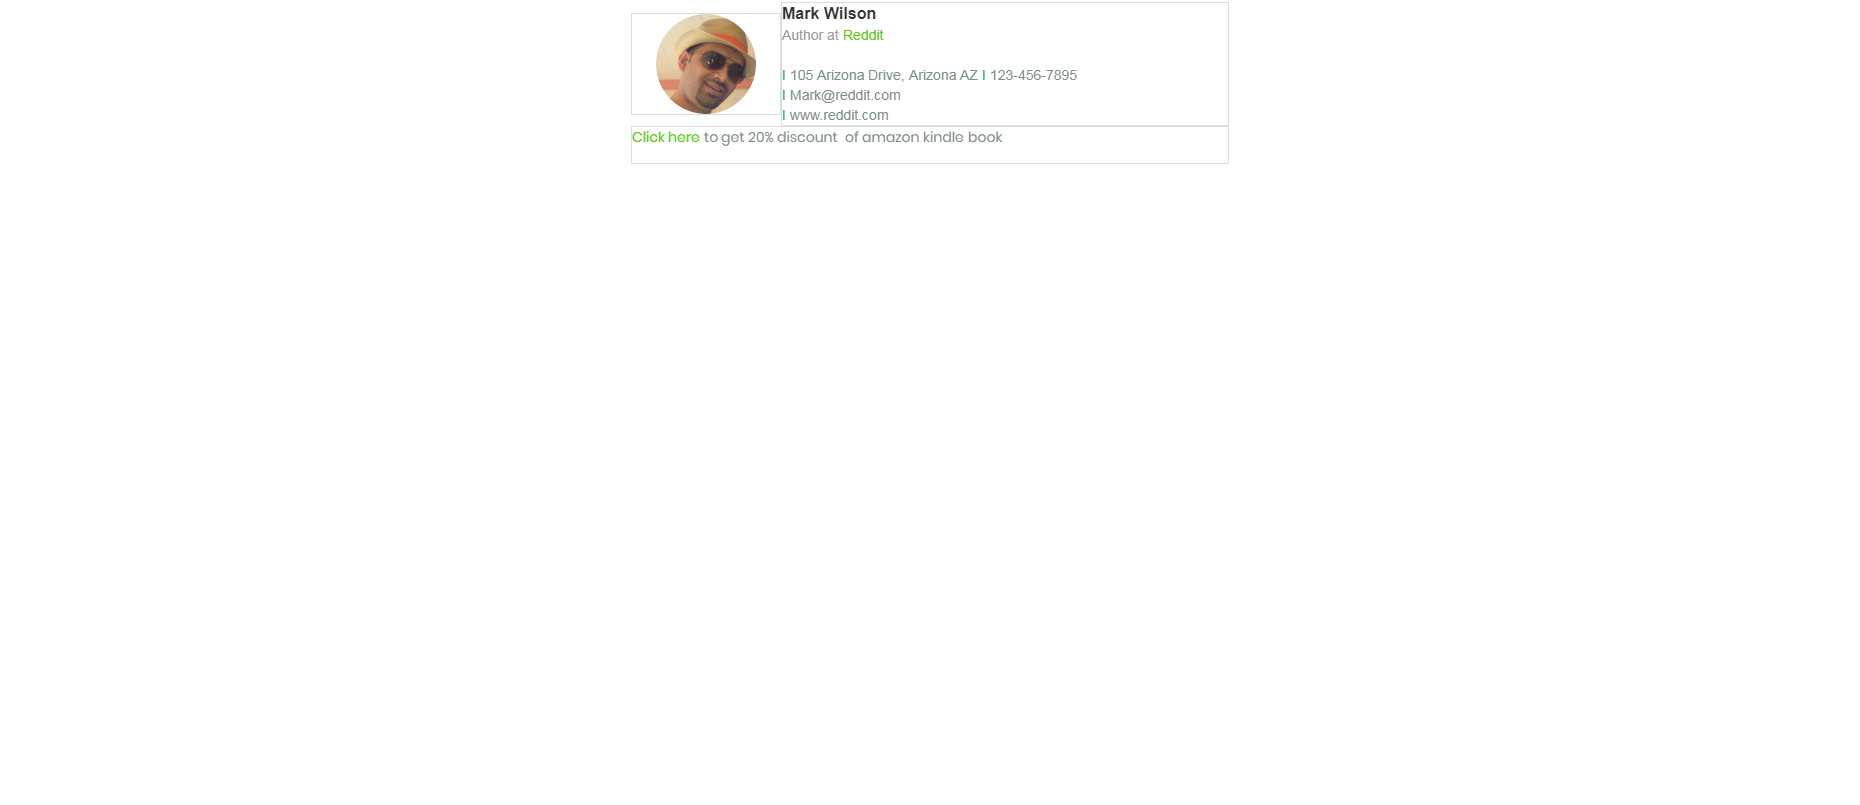 Mark Wilson
Author at Reddit
I 105 Arizona Drive, Arizona AZ I 123-456-7895
I Mark@reddit.com
I www.reddit.com
Click here to get 20% discount  of amazon kindle book